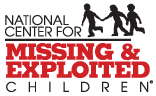 NATIONAL
CENTER FOR
MISSING &
EXPLOITED
CHILDREN®